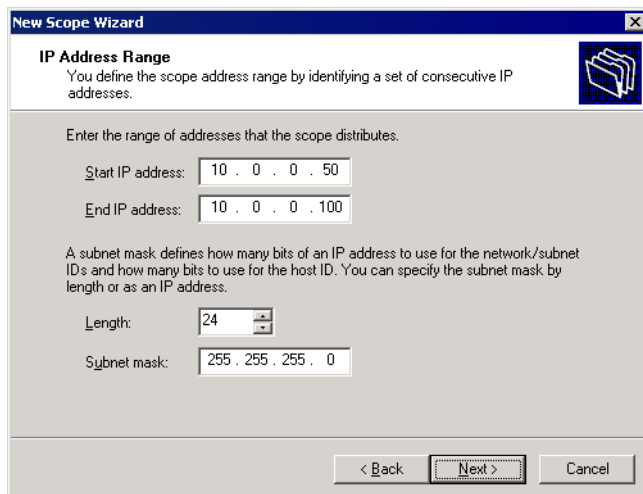 New Scope Wizard
IP Address Range
You define the scope address range by identifying a set of consecutive IP
addresses.
Enter the range of addresses that the scope distributes.
Start IP address: 10 . 0 . 0 . 50
End IP address: 10 . 0 . 0 . 100
A subnet mask defines how many bits of an IP address to use for the network/subnet
IDs and how many bits to use for the host ID. You can specify the subnet mask by
length or as an IP address.
Length: 24
Subnet mask: 255 . 255 . 255 . 0
< Back Next > Cancel